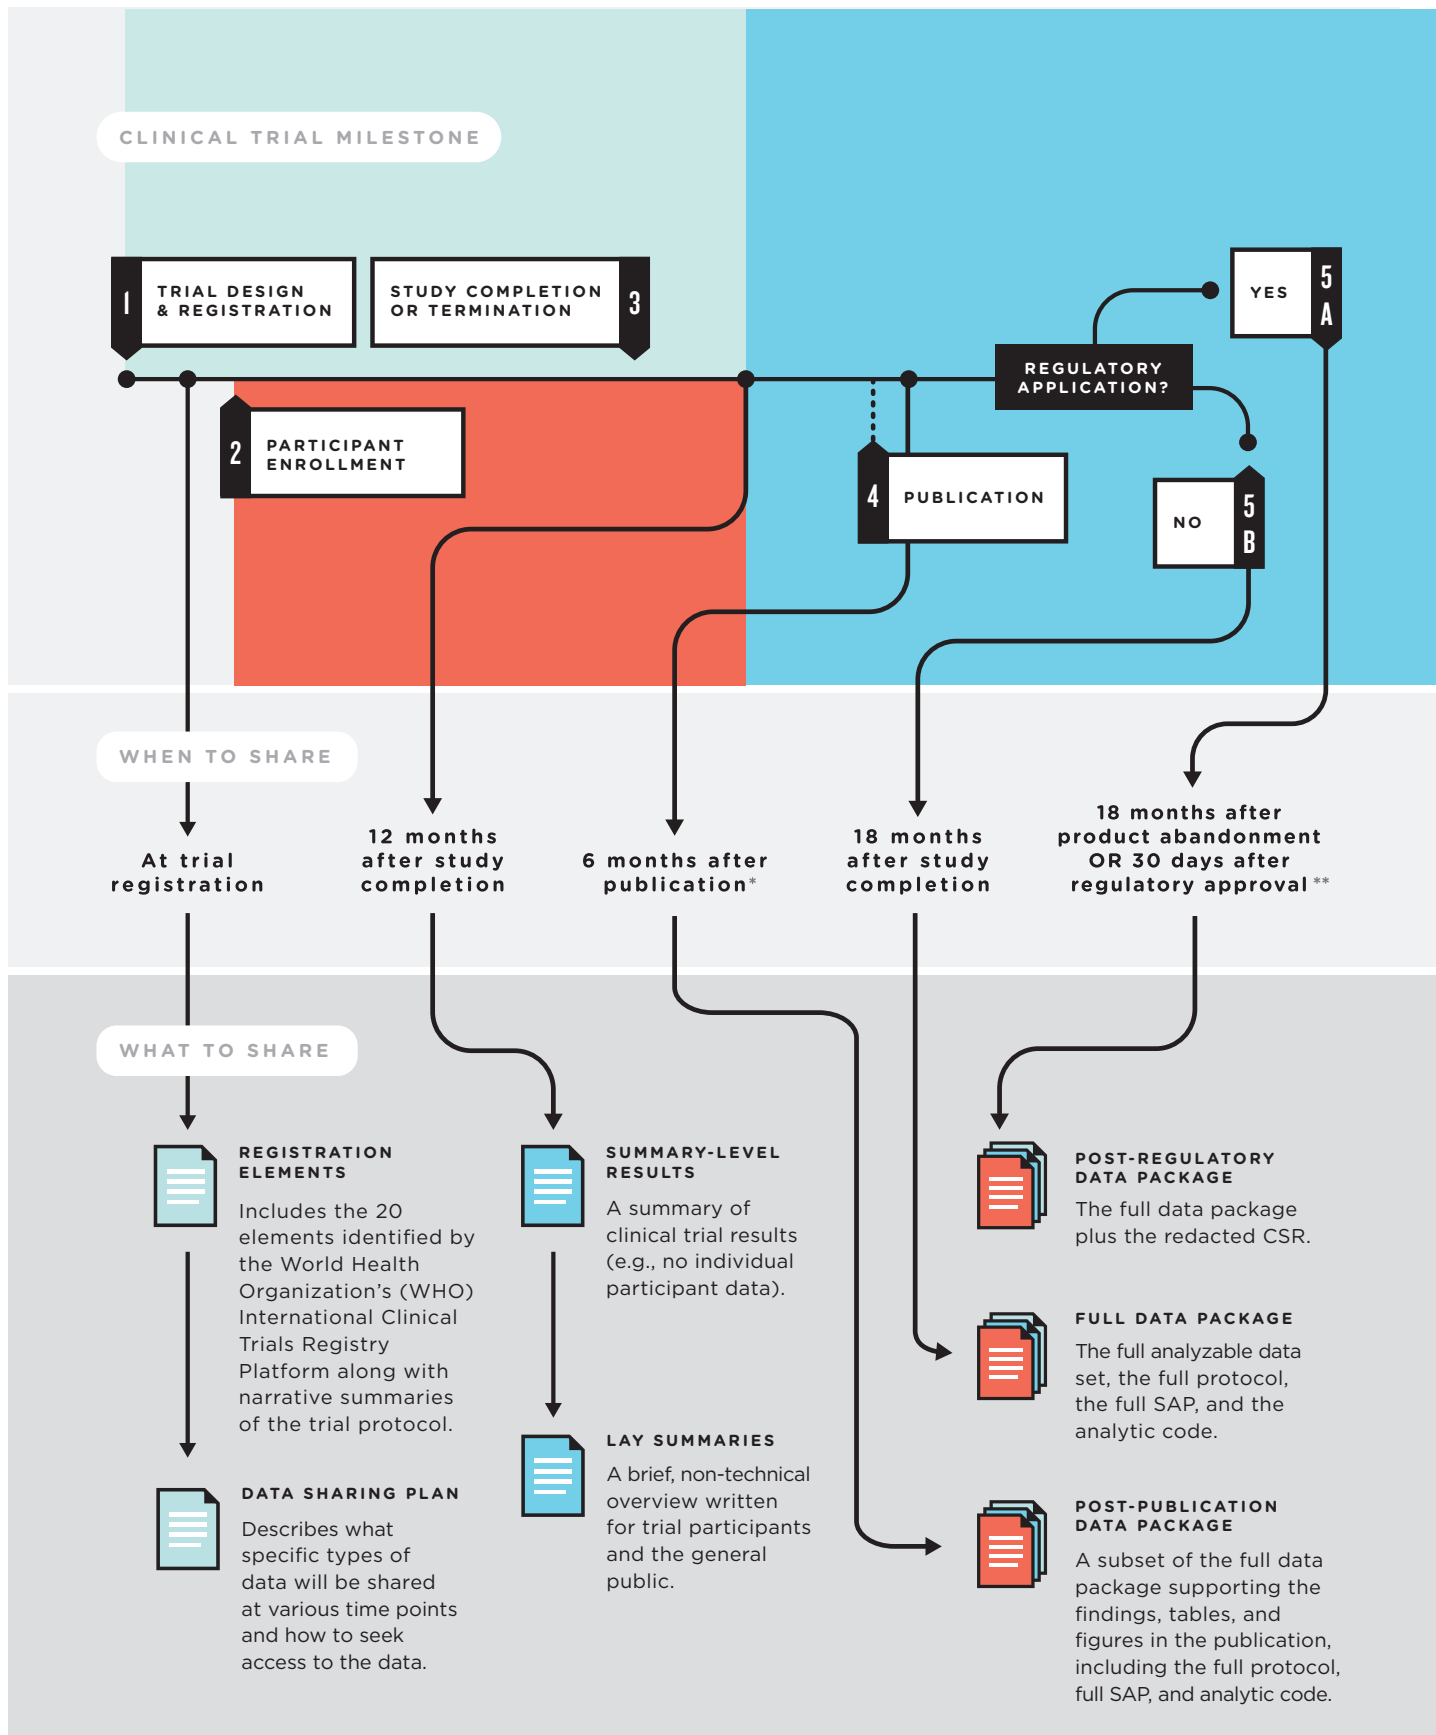 CLINICAL TRIAL MILESTONE
1
TRIAL DESIGN
& REGISTRATION
STUDY COMPLETION
OR TERMINATION
3
2
PARTICIPANT
ENROLLMENT
4
PUBLICATION
REGULATORY
APPLICATION?
YES
5
A
NO
5
B
WHEN TO SHARE
At trial
registration
12 months
after study
completion
6 months after
publication*
18 months
after study
completion
18 months after
product abandonment
OR 30 days after
regulatory approval**
WHAT TO SHARE
REGISTRATION
ELEMENTS
Includes the 20
elements identified by
the World Health
Organization’s (WHO)
International Clinical
Trials Registry
Platform along with
narrative summaries
of the trial protocol.
DATA SHARING PLAN
Describes what
specific types of
data will be shared
at various time points
and how to seek
access to the data.
SUMMARY-LEVEL
RESULTS
A summary of
clinical trial results
(e.g., no individual
participant data).
LAY SUMMARIES
A brief, non-technical
overview written
for trial participants
and the general
public.
POST-REGULATORY
DATA PACKAGE
The full data package
plus the redacted CSR.
FULL DATA PACKAGE
The full analyzable data
set, the full protocol,
the full SAP, and the
analytic code.
POST-PUBLICATION
DATA PACKAGE
A subset of the full data
package supporting the
findings, tables, and
figures in the publication,
including the full protocol,
full SAP, and analytic code.